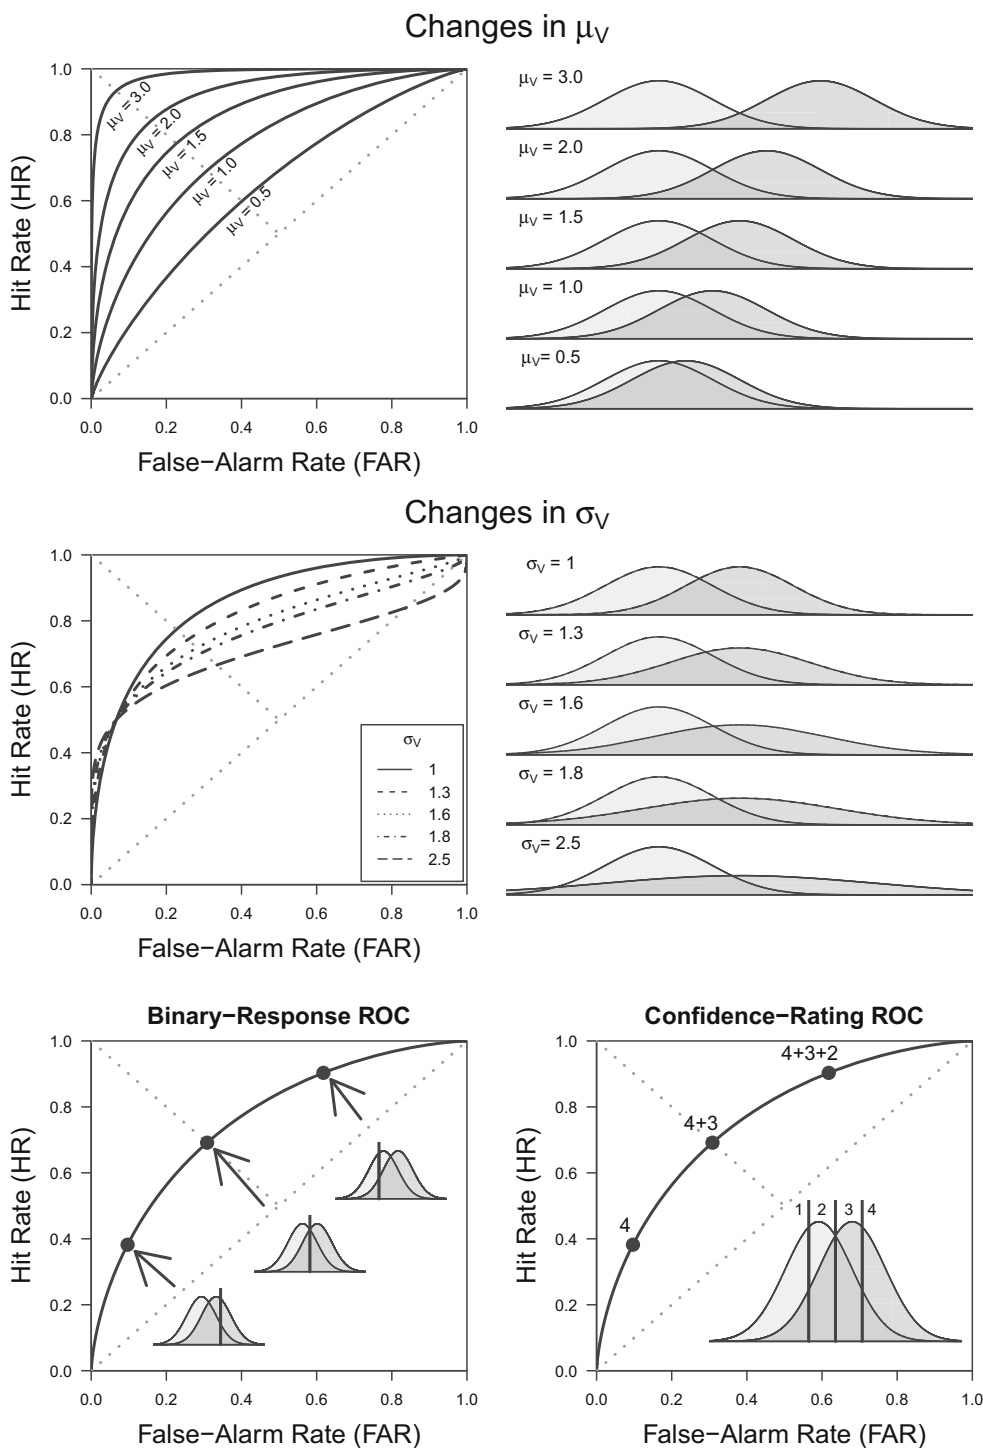 Changes in μV
1.0
0.8
0.6
0.4
0.2
0.0
Hit Rate (HR)
μV = 3.0
μV = 2.0
μV = 1.5
μV = 1.0
μV = 0.5
0.0 0.2 0.4 0.6 0.8 1.0
False−Alarm Rate (FAR)
μV = 3.0
μV = 2.0
μV = 1.5
μV = 1.0
μV= 0.5
Changes in σV
1.0
0.8
0.6
0.4
0.2
0.0
Hit Rate (HR)
σV
1
1.3
1.6
1.8
2.5
0.0 0.2 0.4 0.6 0.8 1.0
False−Alarm Rate (FAR)
σV = 1
σV = 1.3
σV = 1.6
σV = 1.8
σV= 2.5
Binary−Response ROC
1.0
0.8
0.6
0.4
0.2
0.0
Hit Rate (HR)
0.0 0.2 0.4 0.6 0.8 1.0
False−Alarm Rate (FAR)
Confidence−Rating ROC
1.0
0.8
0.6
0.4
0.2
0.0
Hit Rate (HR)
4+3+2
4+3
4
1 2 3 4
0.0 0.2 0.4 0.6 0.8 1.0
False−Alarm Rate (FAR)